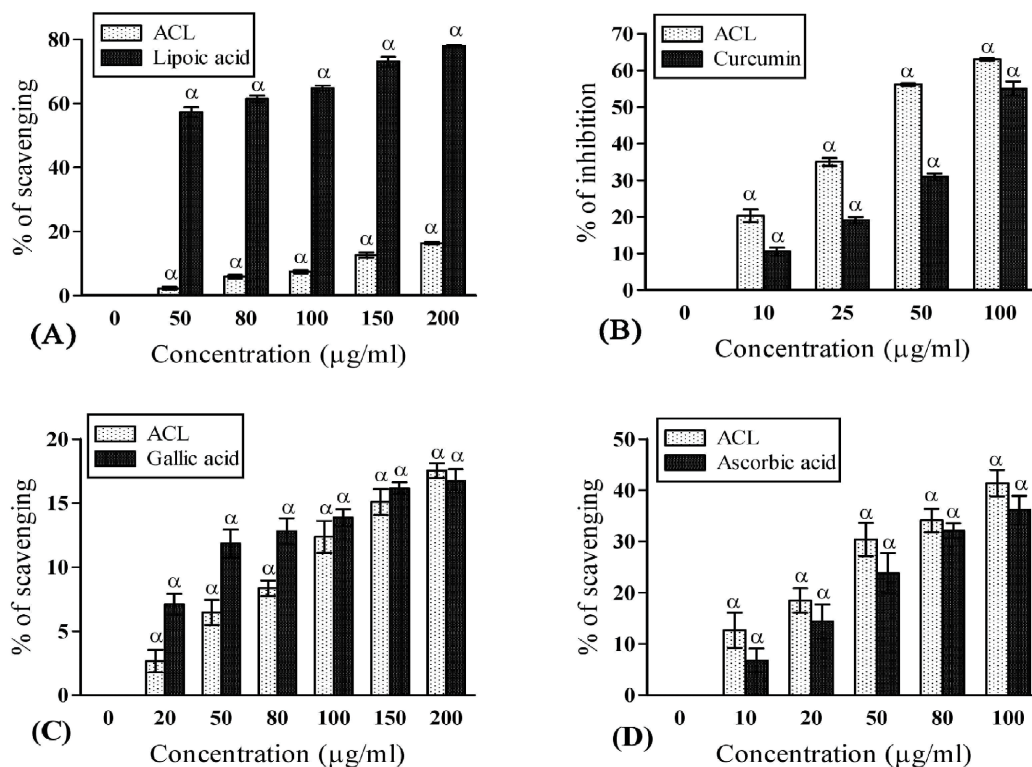 ACL
Lipoic acid
% of scavenging
80
60
40
20
0
α α α α α
α α α α α
0 50 80 100 150 200
(A)
Concentration (μg/ml)
ACL
Curcumin
% of inhibition
70
60
50
40
30
20
10
0
α α α α
α α α α
0 10 25 50 100
(B)
Concentration (μg/ml)
ACL
Gallic acid
% of scavenging
20
15
10
5
0
α α α α α α
α α α α α α
0 20 50 80 100 150 200
(C)
Concentration (μg/ml)
ACL
Ascorbic acid
% of scavenging
50
40
30
20
10
0
α α α α α
α α α α α
0 10 20 50 80 100
(D)
Concentration (μg/ml)